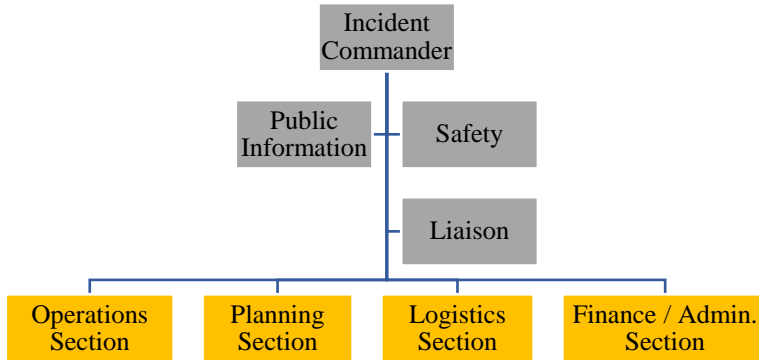 Incident
Commander
Public
Information
Safety
Liaison
Operations
Section
Planning
Section
Logistics
Section
Finance / Admin.
Section